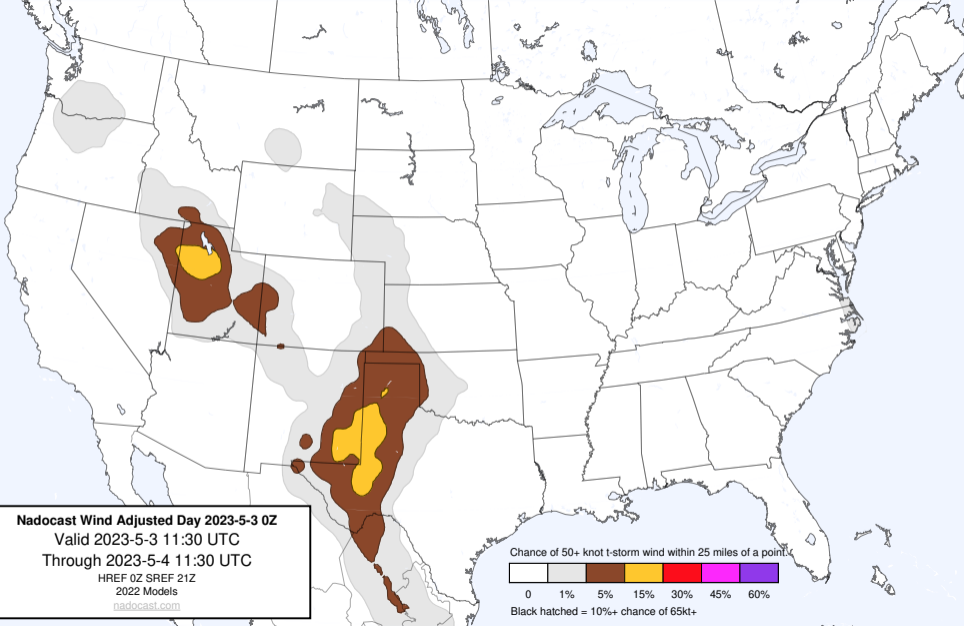 Nadocast Wind Adjusted Day 2023-5-3 0Z
Valid 2023-5-3 11:30 UTC
Through 2023-5-4 11:30 UTC
HREF 0Z SREF 21Z
2022 Models
nadocast.com
Chance of 50+ knot t-storm wind within 25 miles of a point.
0 1% 5% 15% 30% 45% 60%
Black hatched = 10%+ chance of 65kt+